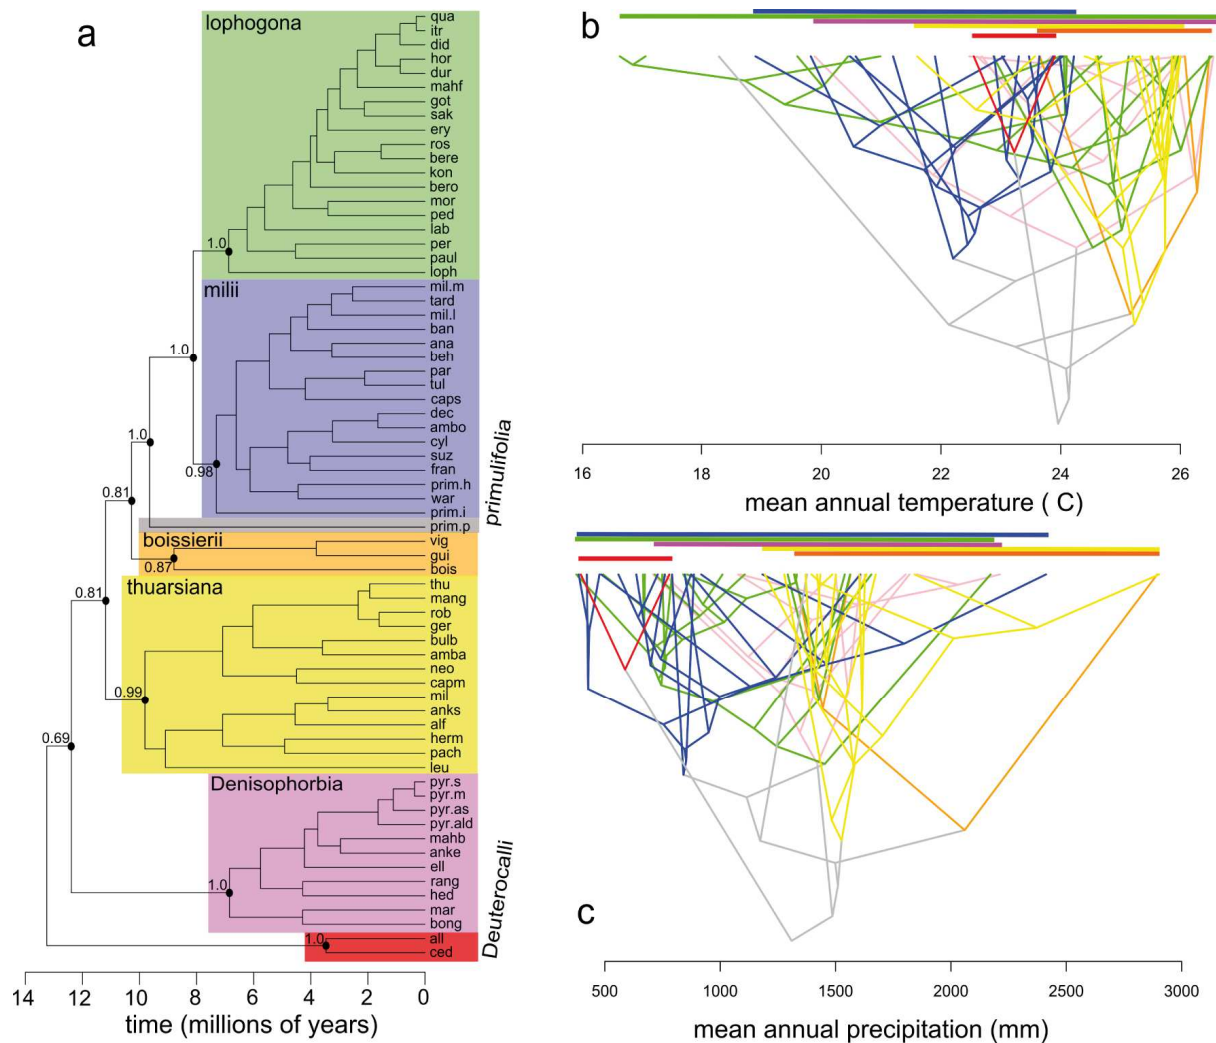 a
lophogona
qua
itr
did
hor
dur
mahf
got
sak
ery
ros
bere
kon
bero
mor
ped
lab
per
paul
loph
1.0
milii
mil.m
tard
mil.l
ban
ana
beh
par
tul
caps
dec
ambo
cyl
suz
fran
prim.h
war
prim.i
1.0
0.98
primulifolia
prim.p
1.0
boissierii
vig
gui
bois
0.81
0.87
thuarsiana
thu
mang
rob
ger
bulb
amba
neo
capm
mil
anks
alf
herm
pach
leu
0.81
0.99
0.69
Denisophorbia
pyr.s
pyr.m
pyr.as
pyr.ald
mahb
anke
ell
rang
hed
mar
bong
1.0
Deuterocalli
all
ced
1.0
14 12 10 8 6 4 2 0
time (millions of years)
b
16 18 20 22 24 26
mean annual temperature ( C)
c
500 1000 1500 2000 2500 3000
mean annual precipitation (mm)